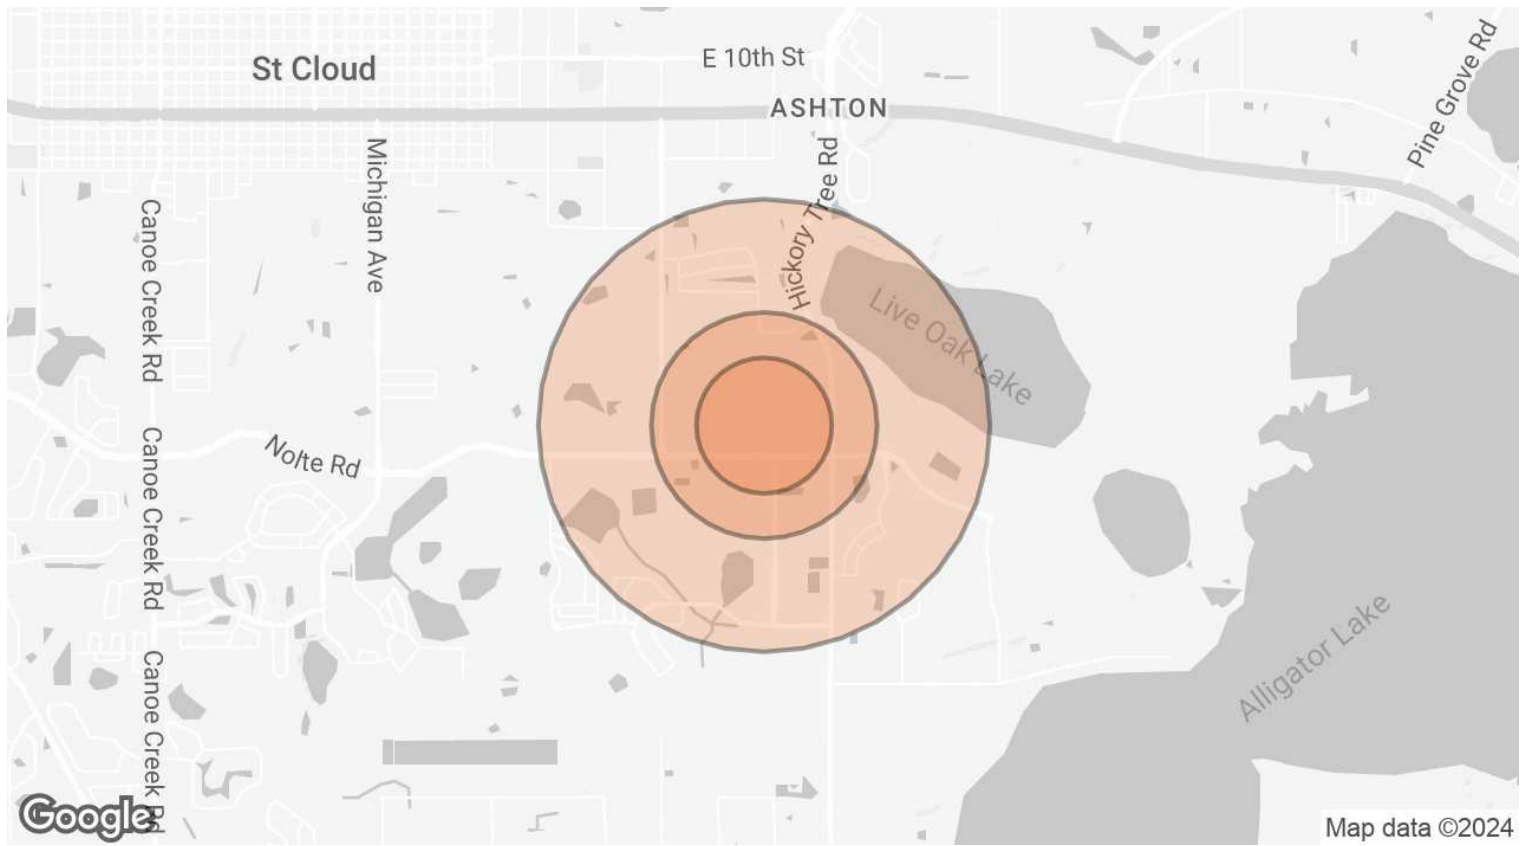 St Cloud
E 10th St
ASHTON
Pine Grove Rd
Michigan Ave
Hickory Tree Rd
Canoe Creek Rd
Live Oak Lake
Nolte Rd
Canoe Creek Rd
Alligator Lake
Canoe Creek Rd
Google
Map data ©2024